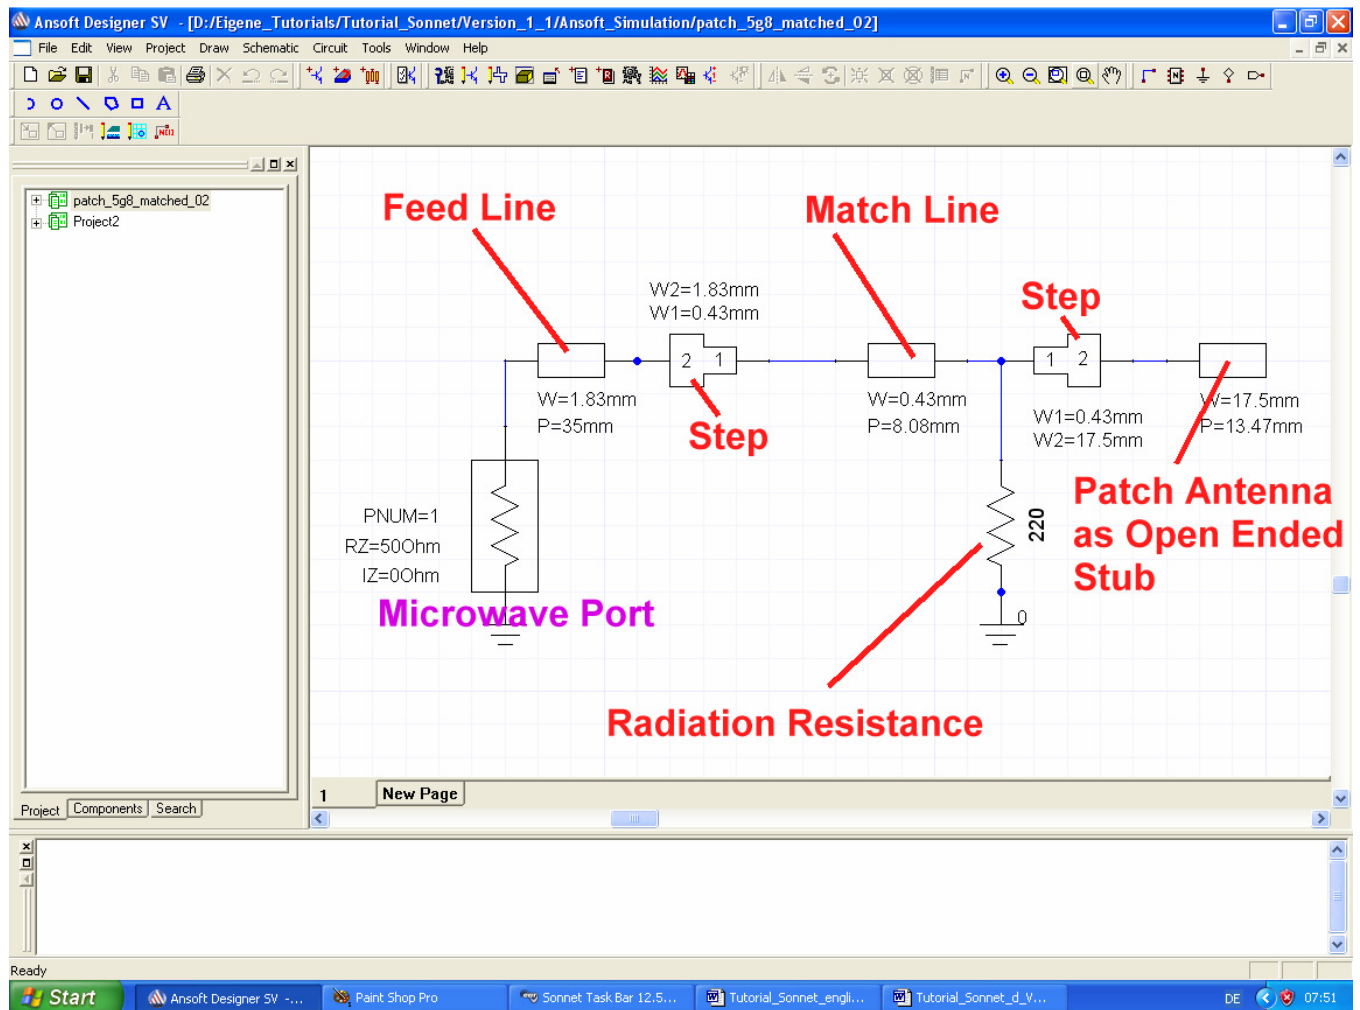 Ansoft Designer SV - [D:/Eigene_Tutorials/Tutorial_Sonnet/Version_1_1/Ansoft_Simulation/patch_5g8_matched_02]
File Edit View Project Draw Schematic Circuit Tools Window Help
patch_5g8_matched_02
Project2
Feed Line
Match Line
W2=1.83mm
W1=0.43mm
Step
2 1
1 2
W=1.83mm
P=35mm
Step
W=0.43mm
P=8.08mm
W1=0.43mm
W2=17.5mm
W=17.5mm
P=13.47mm
Patch Antenna
as Open Ended
Stub
PNUM=1
RZ=50Ohm
IZ=0Ohm
220
Microwave Port
0
Radiation Resistance
1 New Page
Project Components Search
Ready
Start Ansoft Designer SV -... Paint Shop Pro Sonnet Task Bar 12.5... Tutorial_Sonnet_engli... Tutorial_Sonnet_d_V... DE 07:51